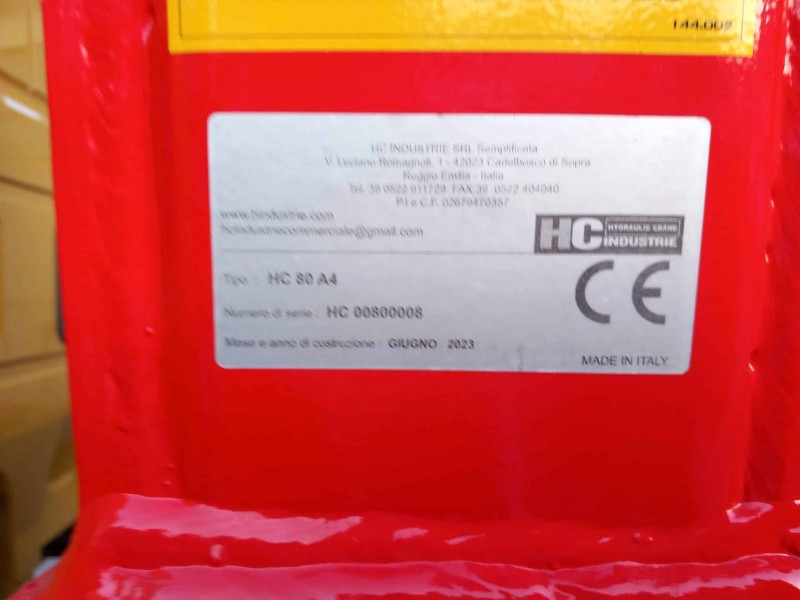 144.002
HC INDUSTRIE SRL Semplificata
V. Luciano Romagnoli, 1 - 42023 Cadelbosco di Sopra
Reggio Emilia - Italia
Tel. 39 0522 911729 FAX 39 0522 404040
P.I e C.F. 02679470357
www.hindustrie.com
hcindustriecommerciale@gmail.com
HC HYDRAULIC CRANE
INDUSTRIE
Tipo : HC 80 A4
CE
Numero di serie : HC 00800008
Mese e anno di costruzione : GIUGNO 2023
MADE IN ITALY